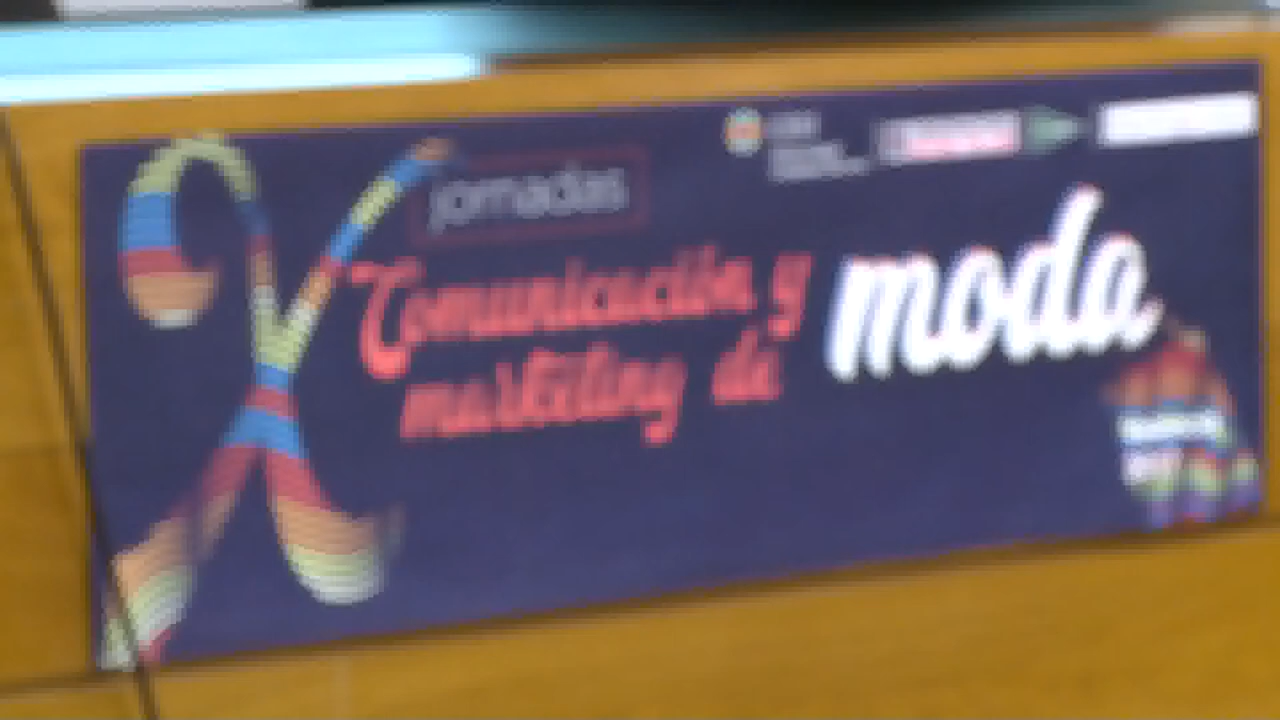 X
jornadas
Comunicación y
marketing de
moda